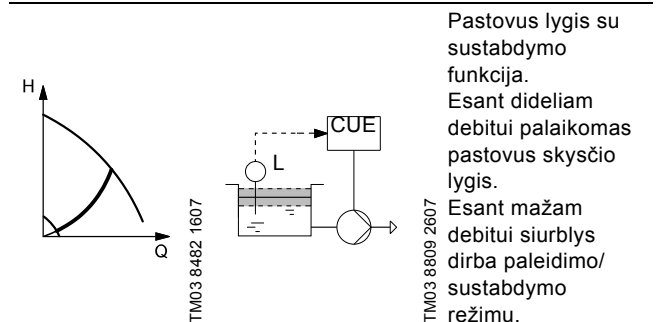 H
Q
TM03 8482 1607
CUE
L
TM03 8809 2607
Pastovus lygis su
sustabdymo
funkcija.
Esant dideliam
debitui palaikomas
pastovus skysčio
lygis.
Esant mažam
debitui siurblys
dirba paleidimo/
sustabdymo
režimu.